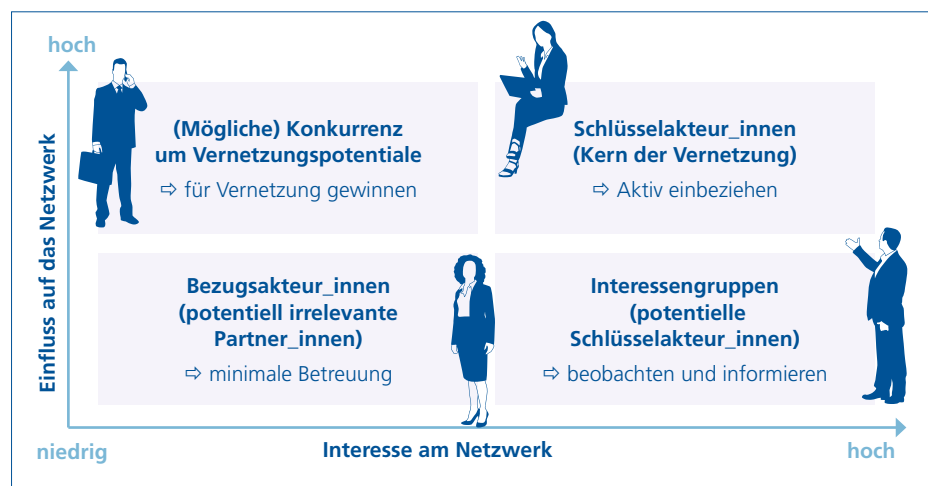 hoch
Einfluss auf das Netzwerk
(Mögliche) Konkurrenz
um Vernetzungspotentiale
⇨ für Vernetzung gewinnen
Schlüsselakteur_innen
(Kern der Vernetzung)
⇨ Aktiv einbeziehen
Bezugsakteur_innen
(potentiell irrelevante
Partner_innen)
⇨ minimale Betreuung
Interessengruppen
(potentielle
Schlüsselakteur_innen)
⇨ beobachten und informieren
niedrig
Interesse am Netzwerk
hoch